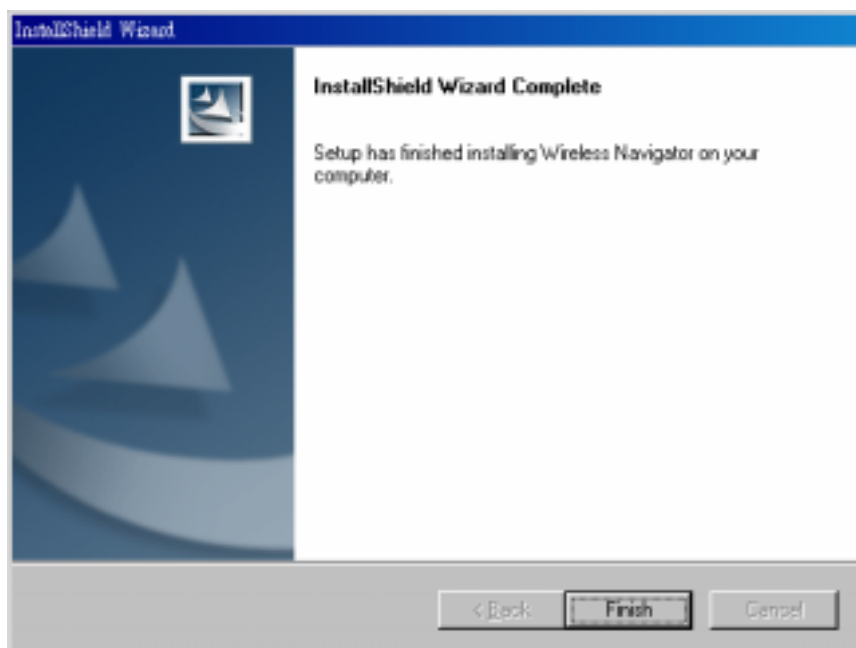 InstallShield Wizard
InstallShield Wizard Complete
Setup has finished installing Wireless Navigator on your
computer.
< Back
Finish
Cancel